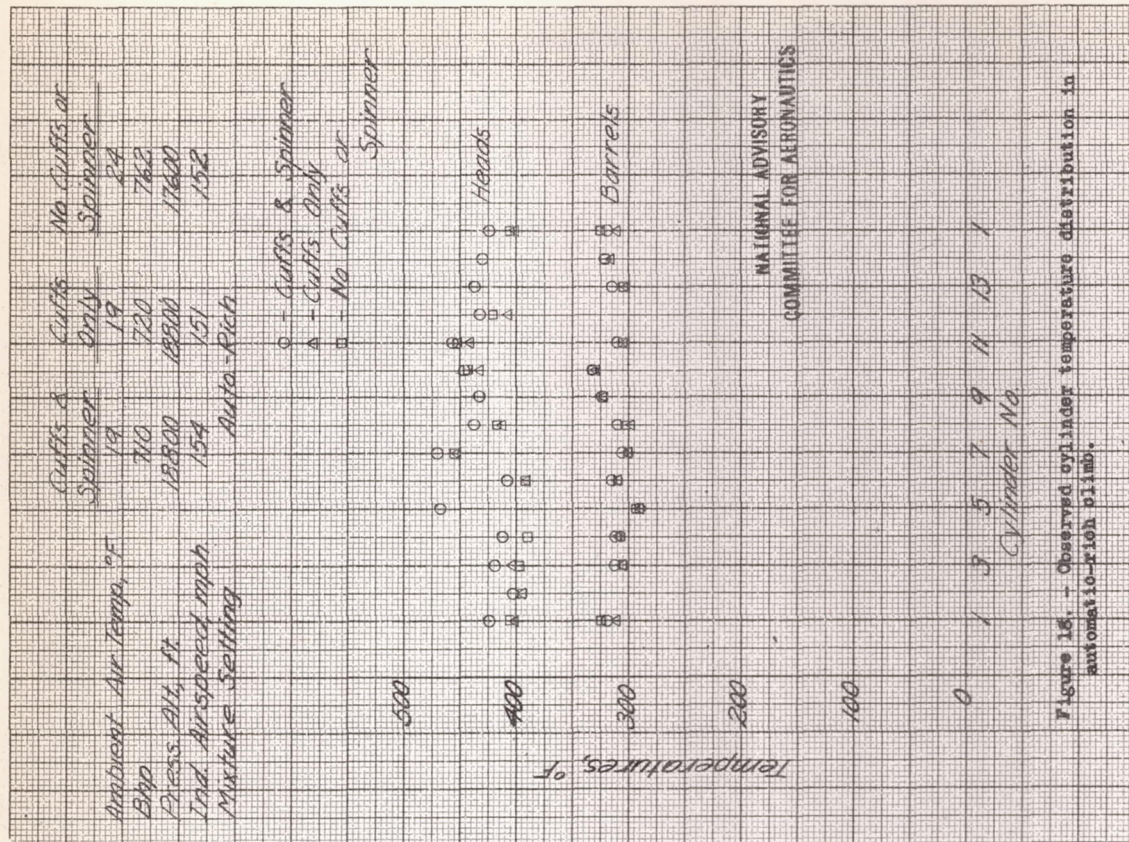 Cuffs & Cuffs No Cuffs or
Spinner Only Spinner
Ambient Air Temp, °F 19 19 24
Bhp 710 720 762
Press. Alt, ft. 18800 18800 17600
Ind. Airspeed, mph 154 151 152
Mixture Setting Auto-Rich
O - Cuffs & Spinner
△ - Cuffs Only
□ - No Cuffs or
Spinner
Heads
Barrels
500
400
300
200
100
0
Temperatures, °F
1 3 5 7 9 11 13 1
Cylinder No.
NATIONAL ADVISORY
COMMITTEE FOR AERONAUTICS
Figure 18. - Observed cylinder temperature distribution in
automatic-rich climb.